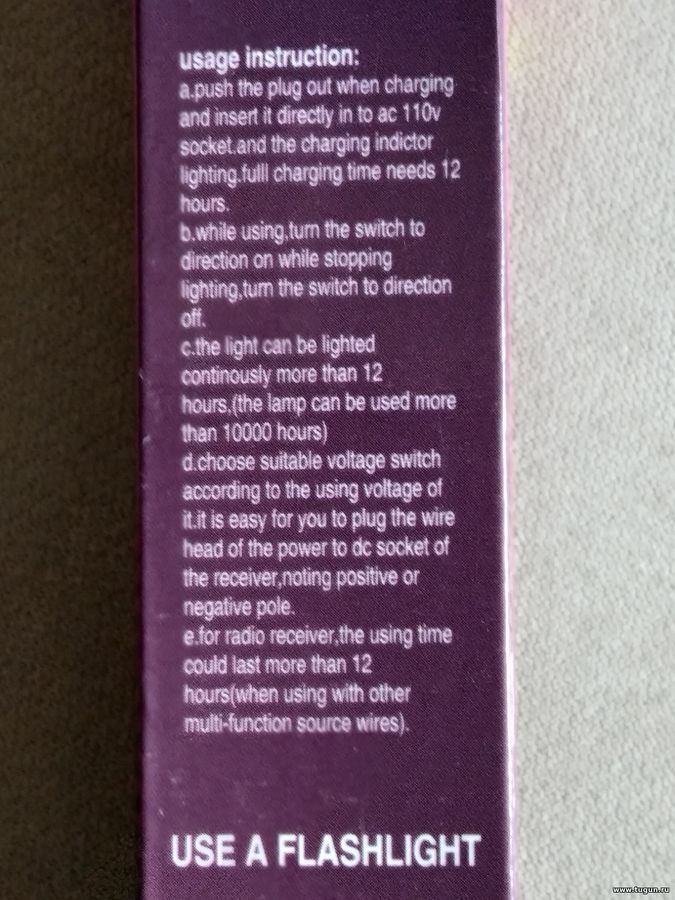 usage instruction:
a.push the plug out when charging
and insert it directly in to ac 110v
socket.and the charging indictor
lighting.fulll charging time needs 12
hours.
b.while using,turn the switch to
direction on while stopping
lighting,turn the switch to direction
off.
c.the light can be lighted
continously more than 12
hours,(the lamp can be used more
than 10000 hours)
d.choose suitable voltage switch
according to the using voltage of
it.it is easy for you to plug the wire
head of the power to dc socket of
the receiver,noting positive or
negative pole.
e.for radio receiver,the using time
could last more than 12
hours(when using with other
multi-function source wires).
USE A FLASHLIGHT
www.tugun.ru